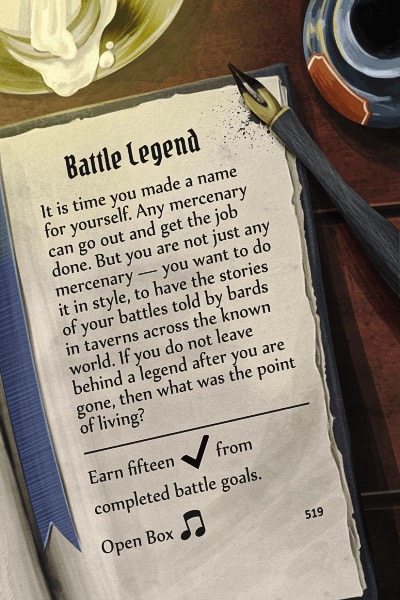 Battle Legend
It is time you made a name
for yourself. Any mercenary
can go out and get the job
done. But you are not just any
mercenary — you want to do
it in style, to have the stories
of your battles told by bards
in taverns across the known
world. If you do not leave
behind a legend after you are
gone, then what was the point
of living?
Earn fifteen ✔ from
completed battle goals.
Open Box ♫
519